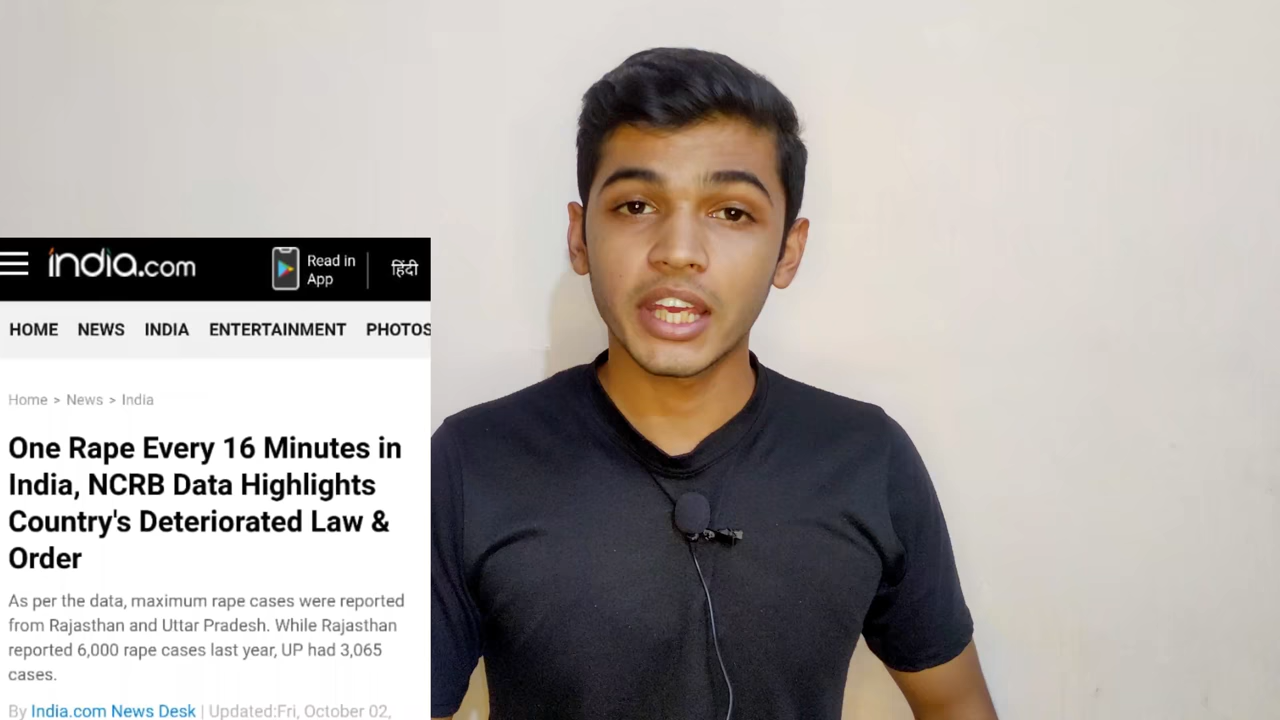 india.com
Read in
App
हिंदी
HOME NEWS INDIA ENTERTAINMENT PHOTOS
Home > News > India
One Rape Every 16 Minutes in
India, NCRB Data Highlights
Country's Deteriorated Law &
Order
As per the data, maximum rape cases were reported
from Rajasthan and Uttar Pradesh. While Rajasthan
reported 6,000 rape cases last year, UP had 3,065
cases.
By India.com News Desk | Updated:Fri, October 02,